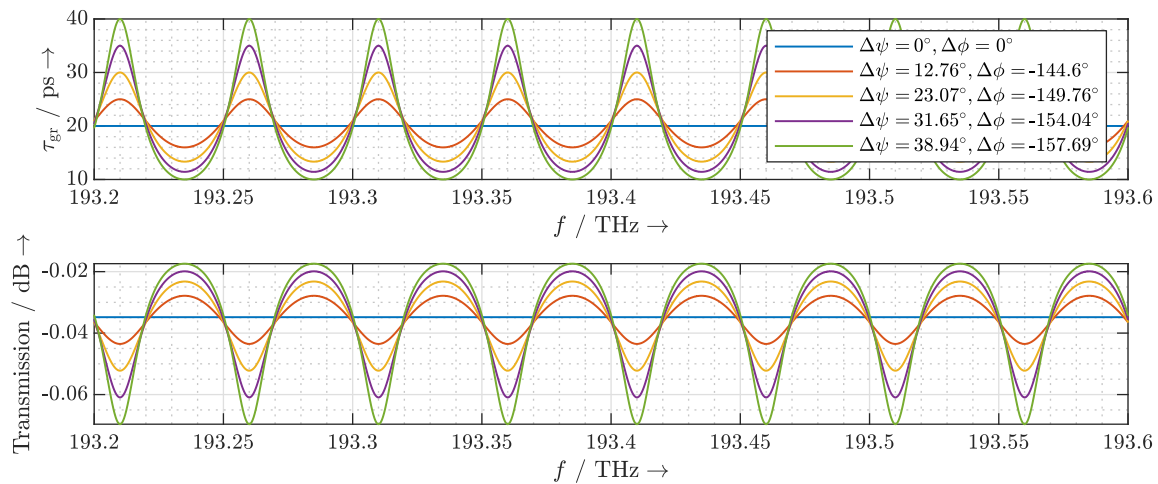 40
30
20
10
τgr / ps →
Δψ = 0°, Δϕ = 0°
Δψ = 12.76°, Δϕ = -144.6°
Δψ = 23.07°, Δϕ = -149.76°
Δψ = 31.65°, Δϕ = -154.04°
Δψ = 38.94°, Δϕ = -157.69°
193.2 193.25 193.3 193.35 193.4 193.45 193.5 193.55 193.6
f / THz →
-0.02
-0.04
-0.06
Transmission / dB →
193.2 193.25 193.3 193.35 193.4 193.45 193.5 193.55 193.6
f / THz →